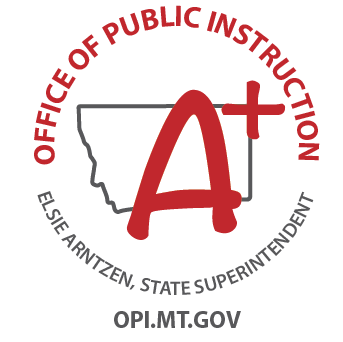 OFFICE OF PUBLIC INSTRUCTION
A+
ELSIE ARNTZEN, STATE SUPERINTENDENT
OPI.MT.GOV